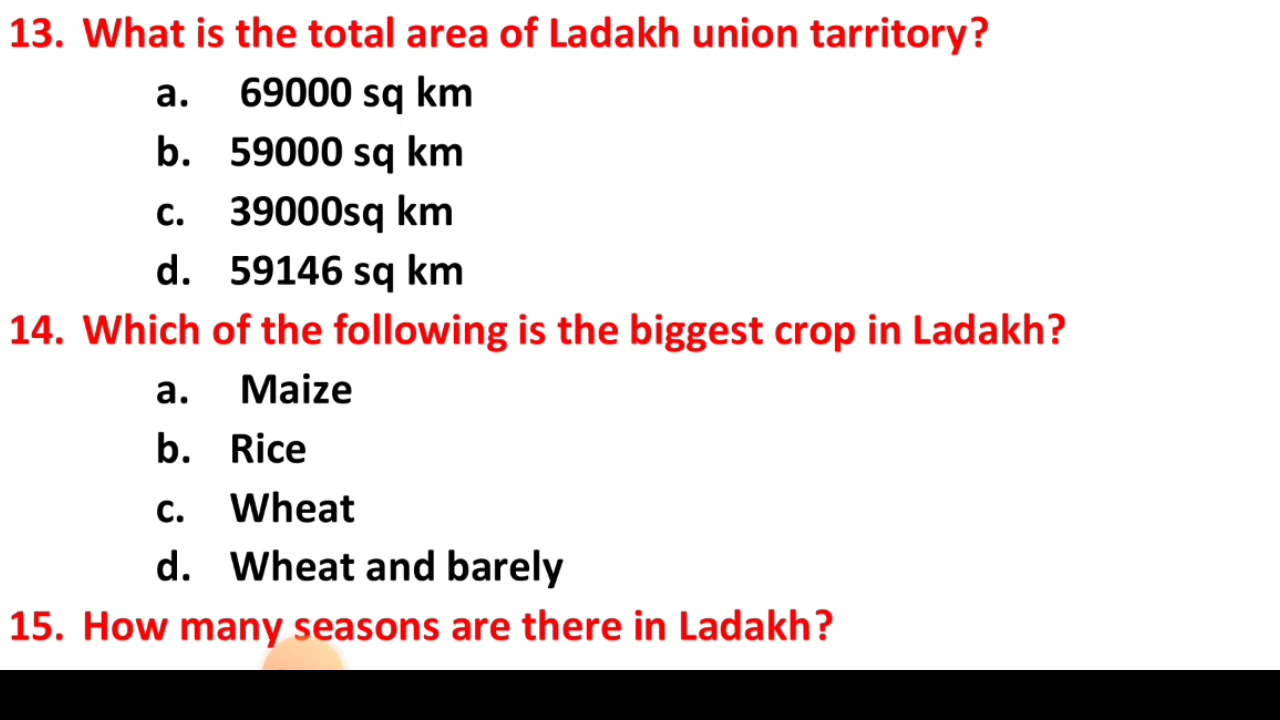 13. What is the total area of Ladakh union tarritory?
a. 69000 sq km
b. 59000 sq km
c. 39000sq km
d. 59146 sq km
14. Which of the following is the biggest crop in Ladakh?
a. Maize
b. Rice
c. Wheat
d. Wheat and barely
15. How many seasons are there in Ladakh?